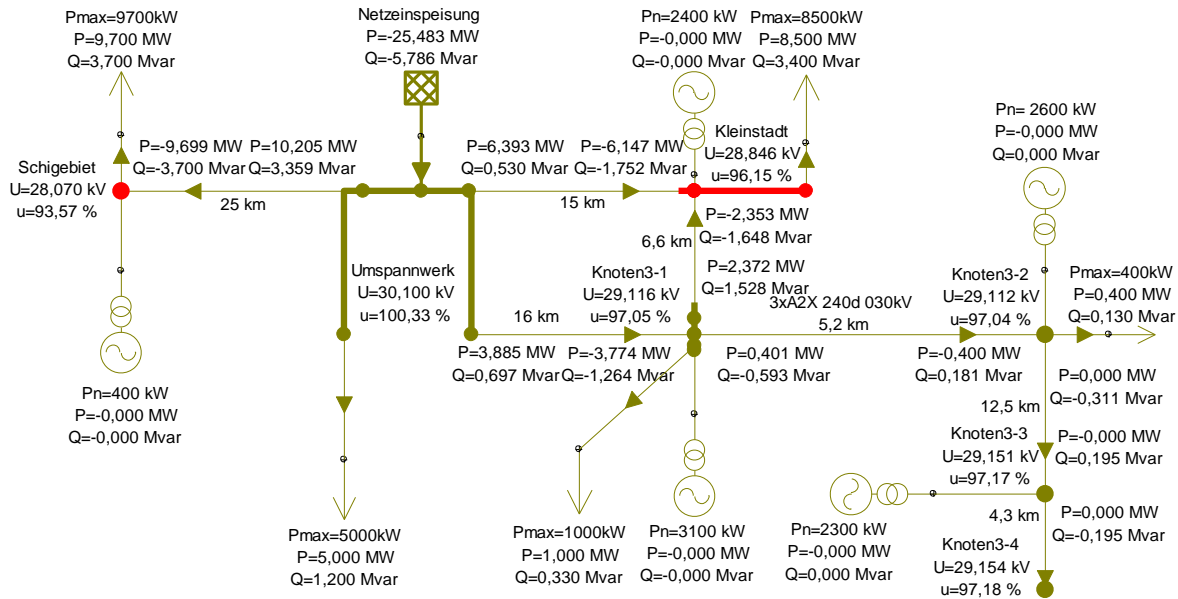 Pmax=9700kW
P=9,700 MW
Q=3,700 Mvar
Netzeinspeisung
P=-25,483 MW
Q=-5,786 Mvar
Pn=2400 kW
P=-0,000 MW
Q=-0,000 Mvar
Pmax=8500kW
P=8,500 MW
Q=3,400 Mvar
Pn= 2600 kW
P=-0,000 MW
Q=0,000 Mvar
Schigebiet
U=28,070 kV
u=93,57 %
P=-9,699 MW
Q=-3,700 Mvar
P=10,205 MW
Q=3,359 Mvar
25 km
P=6,393 MW
Q=0,530 Mvar
P=-6,147 MW
Q=-1,752 Mvar
15 km
Kleinstadt
U=28,846 kV
u=96,15 %
P=-2,353 MW
Q=-1,648 Mvar
6,6 km
P=2,372 MW
Q=1,528 Mvar
Umspannwerk
U=30,100 kV
u=100,33 %
16 km
Knoten3-1
U=29,116 kV
u=97,05 %
3xA2X 240d 030kV
5,2 km
Knoten3-2
U=29,112 kV
u=97,04 %
Pmax=400kW
P=0,400 MW
Q=0,130 Mvar
P=3,885 MW
Q=0,697 Mvar
P=-3,774 MW
Q=-1,264 Mvar
P=0,401 MW
Q=-0,593 Mvar
P=-0,400 MW
Q=0,181 Mvar
P=0,000 MW
Q=-0,311 Mvar
12,5 km
Pn=400 kW
P=-0,000 MW
Q=-0,000 Mvar
Knoten3-3
U=29,151 kV
u=97,17 %
P=-0,000 MW
Q=0,195 Mvar
4,3 km
P=0,000 MW
Q=-0,195 Mvar
Pmax=5000kW
P=5,000 MW
Q=1,200 Mvar
Pmax=1000kW
P=1,000 MW
Q=0,330 Mvar
Pn=3100 kW
P=-0,000 MW
Q=-0,000 Mvar
Pn=2300 kW
P=-0,000 MW
Q=0,000 Mvar
Knoten3-4
U=29,154 kV
u=97,18 %